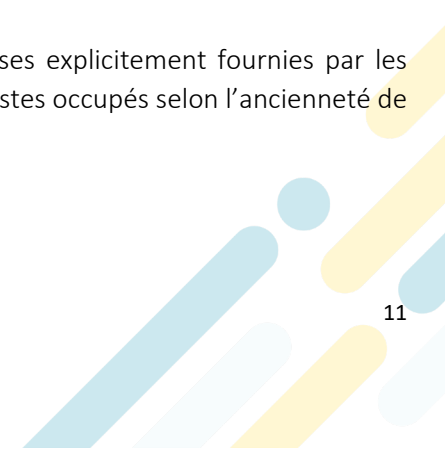 ses explicitement fournies par les
stes occupés selon l’ancienneté de
11